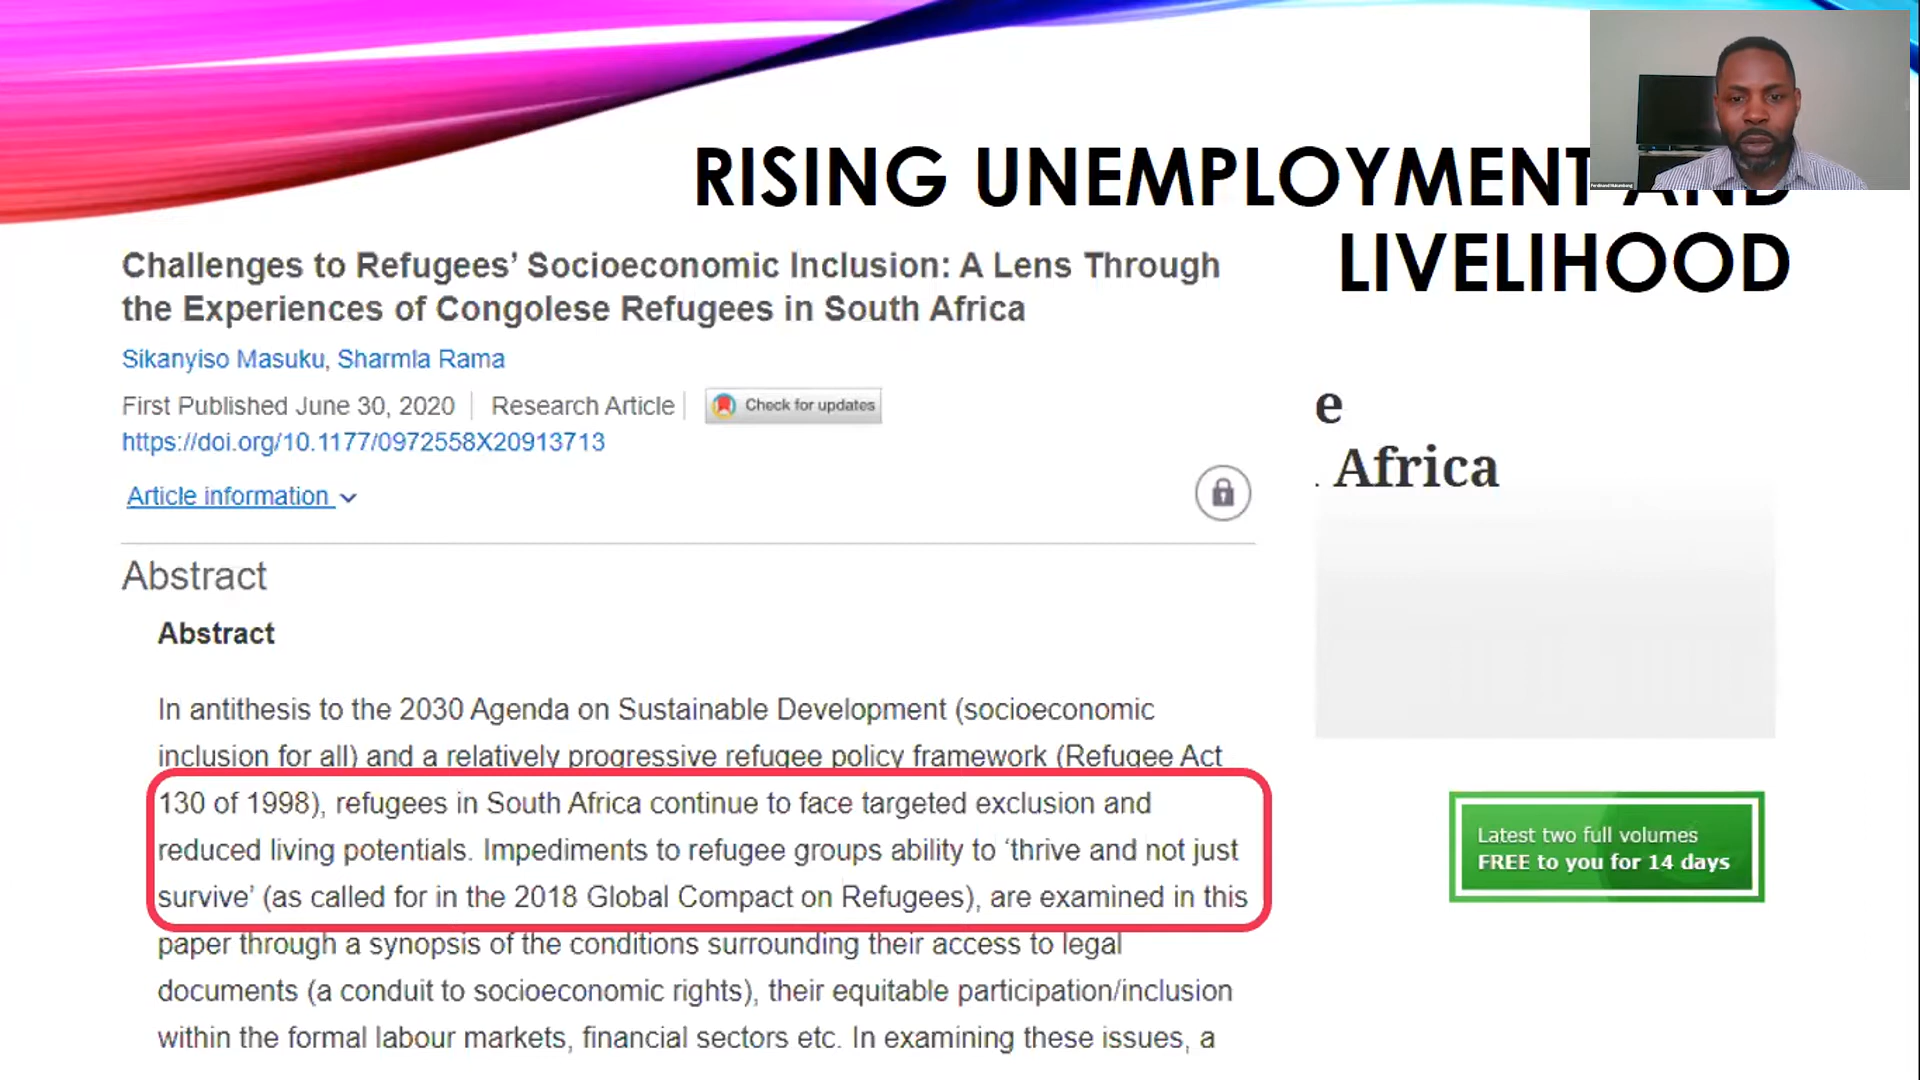 RISING UNEMPLOYMENT AND
LIVELIHOOD
Challenges to Refugees’ Socioeconomic Inclusion: A Lens Through
the Experiences of Congolese Refugees in South Africa
Sikanyiso Masuku, Sharmla Rama
First Published June 30, 2020 Research Article Check for updates
https://doi.org/10.1177/0972558X20913713
Article information
Abstract
Abstract
In antithesis to the 2030 Agenda on Sustainable Development (socioeconomic
inclusion for all) and a relatively progressive refugee policy framework (Refugee Act
130 of 1998), refugees in South Africa continue to face targeted exclusion and
reduced living potentials. Impediments to refugee groups ability to ‘thrive and not just
survive’ (as called for in the 2018 Global Compact on Refugees), are examined in this
paper through a synopsis of the conditions surrounding their access to legal
documents (a conduit to socioeconomic rights), their equitable participation/inclusion
within the formal labour markets, financial sectors etc. In examining these issues, a
e
. Africa
Latest two full volumes
FREE to you for 14 days